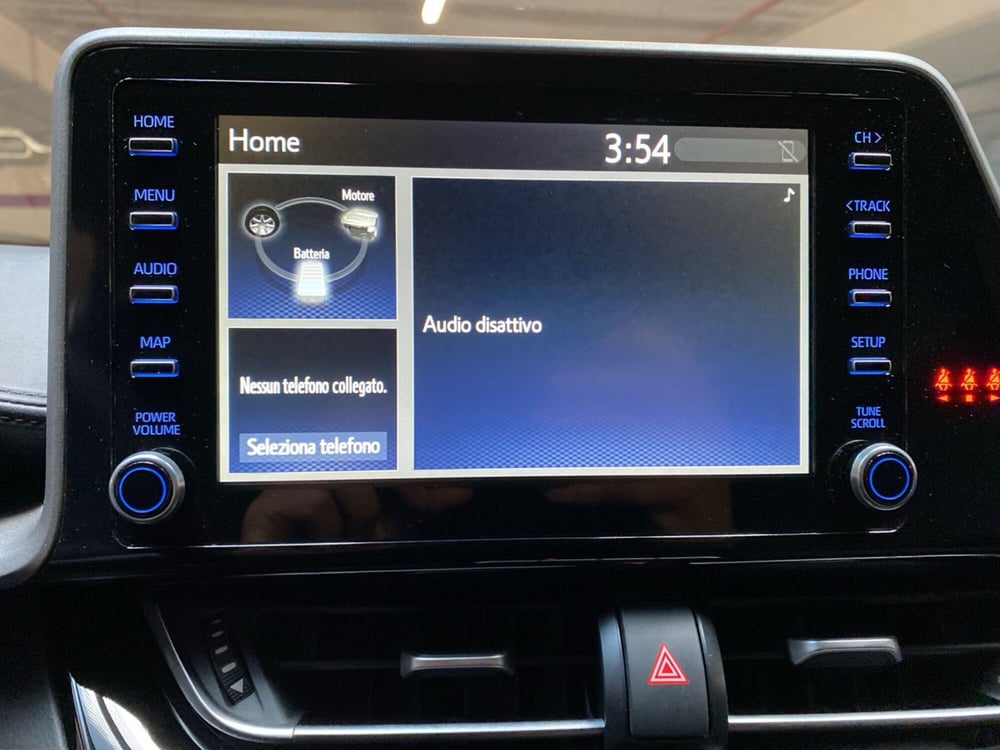 HOME
MENU
AUDIO
MAP
POWER
VOLUME
Home
3:54
Motore
Batteria
Nessun telefono collegato.
Seleziona telefono
Audio disattivo
CH >
<TRACK
PHONE
SETUP
TUNE
SCROLL